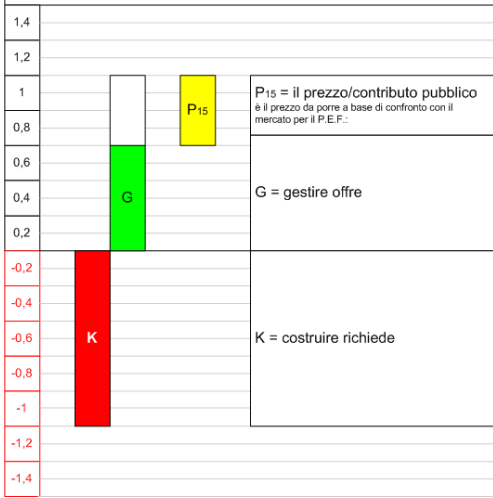 1,4
1,2
1
P15 = il prezzo/contributo pubblico
è il prezzo da porre a base di confronto con il
mercato per il P.E.F.:
P15
0,8
0,6
0,4
G
G = gestire offre
0,2
-0,2
-0,4
-0,6
K
K = costruire richiede
-0,8
-1
-1,2
-1,4